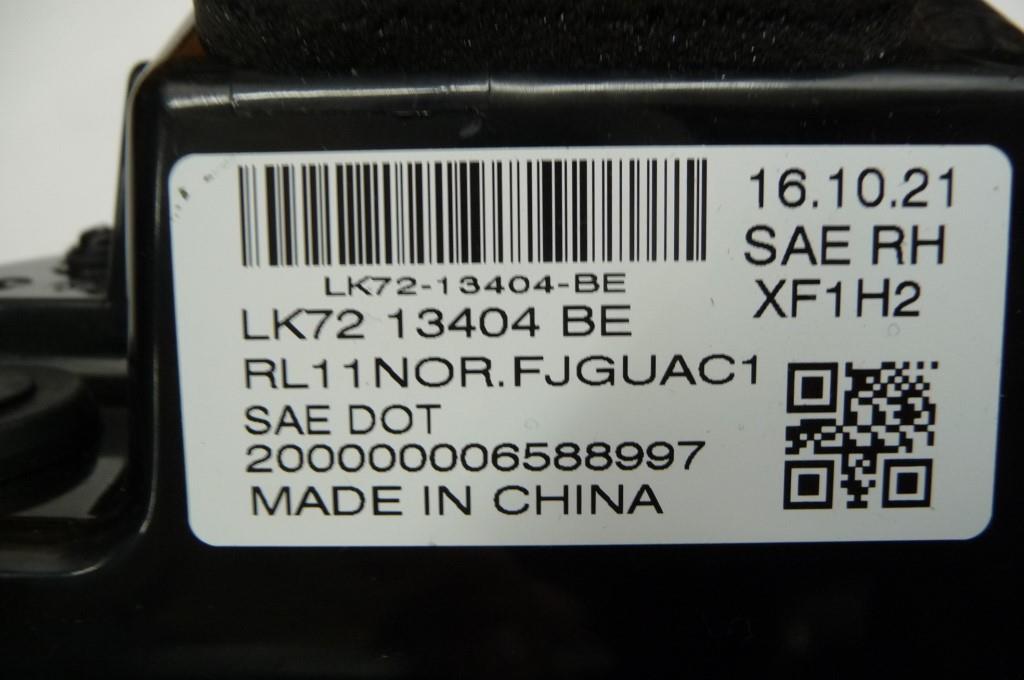 16.10.21
SAE RH
XF1H2
LK72-13404-BE
LK72 13404 BE
RL11NOR.FJGUAC1
SAE DOT
200000006588997
MADE IN CHINA